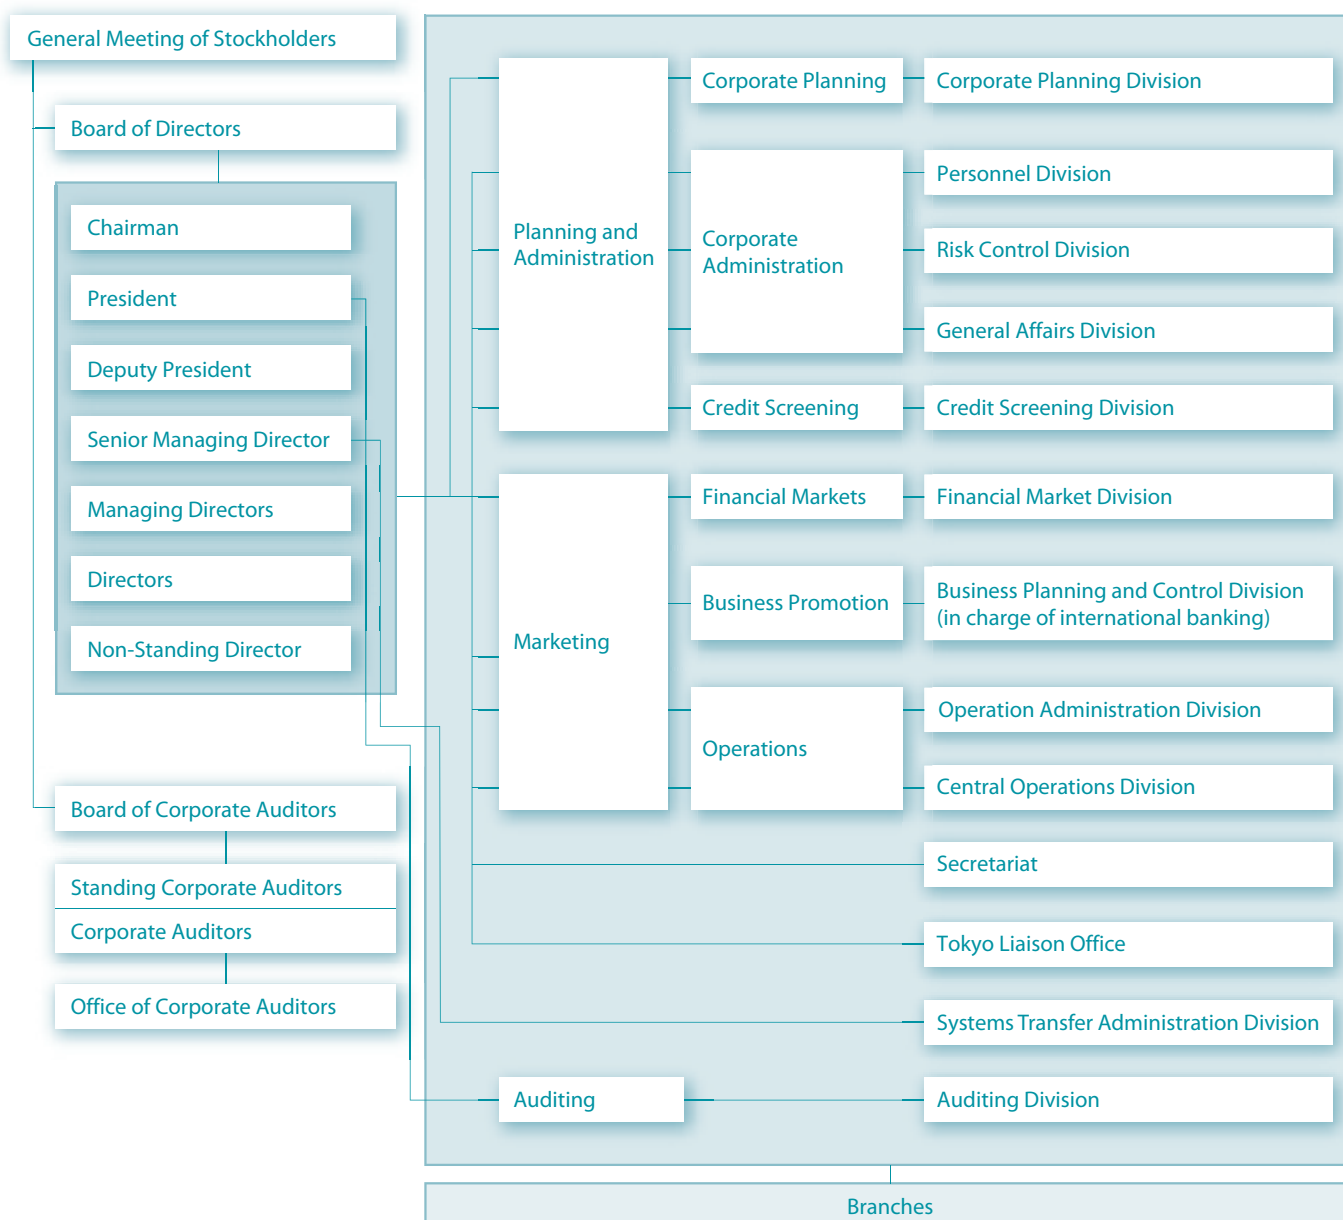 General Meeting of Stockholders
Board of Directors
Chairman
President
Deputy President
Senior Managing Director
Managing Directors
Directors
Non-Standing Director
Board of Corporate Auditors
Standing Corporate Auditors
Corporate Auditors
Office of Corporate Auditors
Planning and
Administration
Corporate Planning
Corporate Planning Division
Corporate
Administration
Personnel Division
Risk Control Division
General Affairs Division
Credit Screening
Credit Screening Division
Marketing
Financial Markets
Financial Market Division
Business Promotion
Business Planning and Control Division
(in charge of international banking)
Operations
Operation Administration Division
Central Operations Division
Secretariat
Tokyo Liaison Office
Systems Transfer Administration Division
Auditing
Auditing Division
Branches